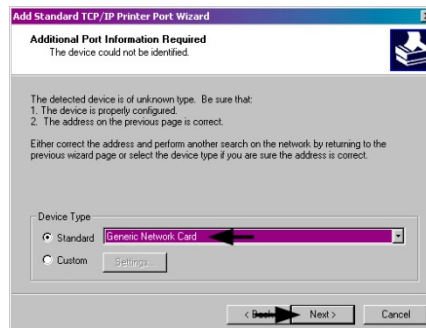 Add Standard TCP/IP Printer Port Wizard
Additional Port Information Required
The device could not be identified.
The detected device is of unknown type. Be sure that:
1. The device is properly configured.
2. The address on the previous page is correct.
Either correct the address and perform another search on the network by returning to the
previous wizard page or select the device type if you are sure the address is correct.
Device Type
Standard
Generic Network Card
Custom
Settings...
< Back
Next >
Cancel